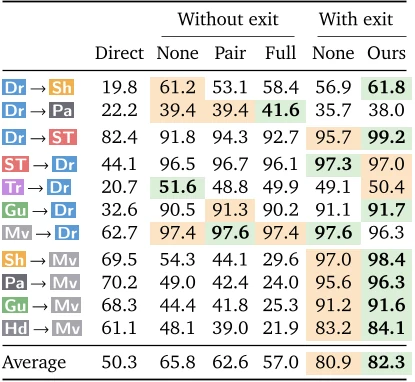 Without exit With exit
Direct None Pair Full None Ours
Dr → Sh 19.8 61.2 53.1 58.4 56.9 61.8
Dr → Pa 22.2 39.4 39.4 41.6 35.7 38.0
Dr → ST 82.4 91.8 94.3 92.7 95.7 99.2
ST → Dr 44.1 96.5 96.7 96.1 97.3 97.0
Tr → Dr 20.7 51.6 48.8 49.9 49.1 50.4
Gu → Dr 32.6 90.5 91.3 90.2 91.1 91.7
Mv → Dr 62.7 97.4 97.6 97.4 97.6 96.3
Sh → Mv 69.5 54.3 44.1 29.6 97.0 98.4
Pa → Mv 70.2 49.0 42.4 24.0 95.6 96.3
Gu → Mv 68.3 44.4 41.8 25.3 91.2 91.6
Hd → Mv 61.1 48.1 39.0 21.9 83.2 84.1
Average 50.3 65.8 62.6 57.0 80.9 82.3